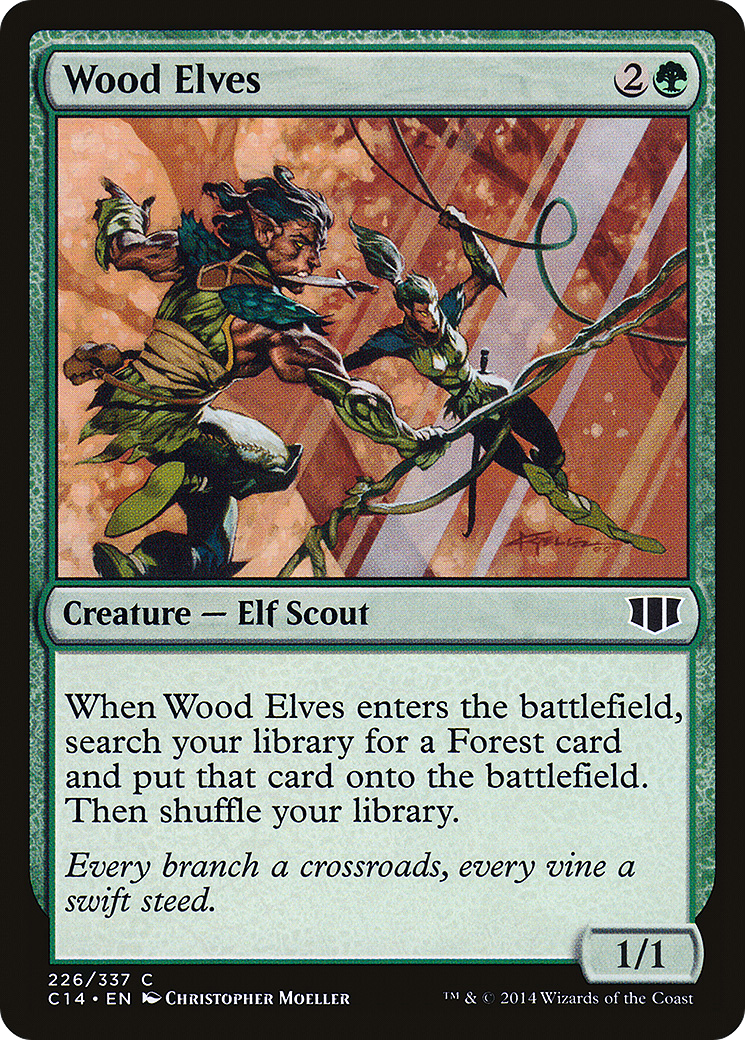 Wood Elves 2
Creature — Elf Scout
When Wood Elves enters the battlefield,
search your library for a Forest card
and put that card onto the battlefield.
Then shuffle your library.
Every branch a crossroads, every vine a
swift steed.
1/1
226/337 C
C14 • EN Christopher Moeller
™ & © 2014 Wizards of the Coast